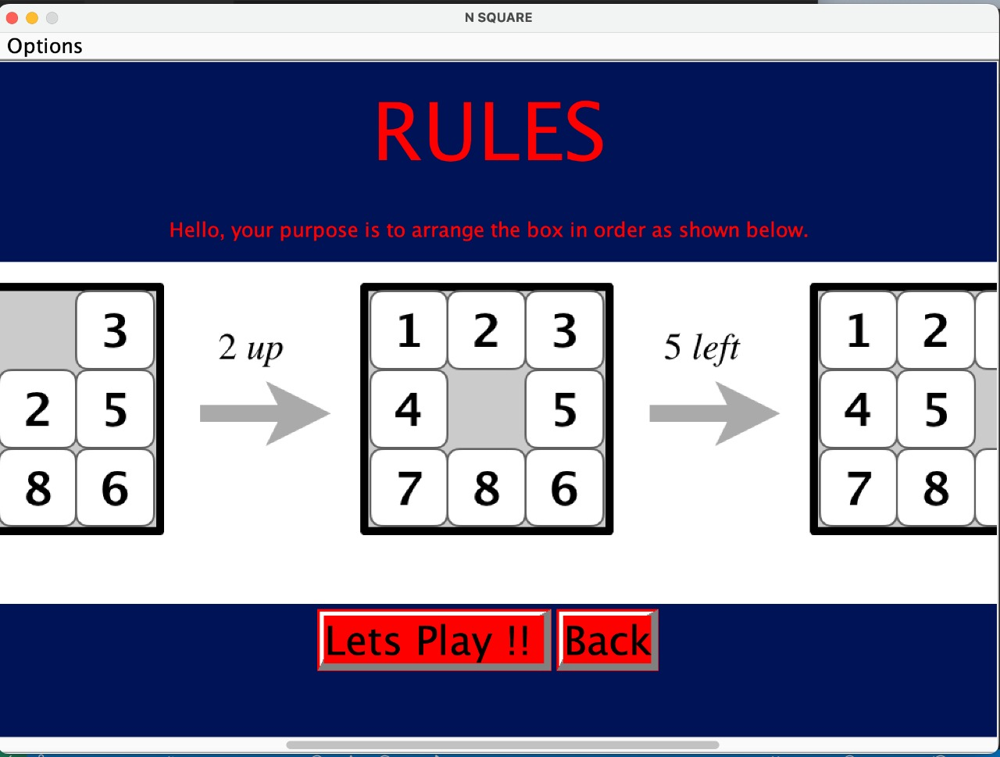 N SQUARE
Options
RULES
Hello, your purpose is to arrange the box in order as shown below.
3 1 2 3 1 2
2 up 5 left
2 5 4 5 4 5
8 6 7 8 6 7 8
Lets Play !! Back